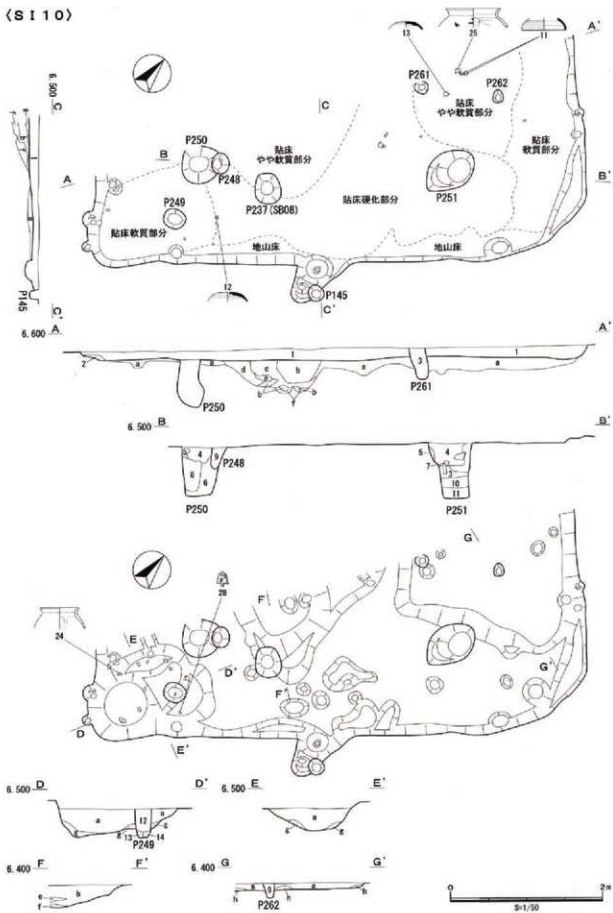 〈SI10〉
13
25
11
A'
6.500 C
P261
P262
貼床
やや軟質部分
C
貼床
軟質部分
P250
B
貼床
やや軟質部分
P248
A
P249
P237(SB08)
貼床硬化部分
P251
B'
貼床軟質部分
地山床
地山床
12
P145
C'
P145
C'
6.600 A
A'
1
1
2
a
a
d
c
b
a
3
a
b
f
b
P250
P261
6.500 B
B'
4
9
P248
6
6
P250
5
4
7
3
10
11
P251
28
24
E
F
G
D'
F'
G'
D
E'
6.500 D
D'
6.500 E
E'
a
12
a
g
g
g
13
14
P249
a
g
g
6.400 F
F'
6.400 G
G'
b
e
f
a
9
a
h
h
h
P262
0
2m
S=1/50